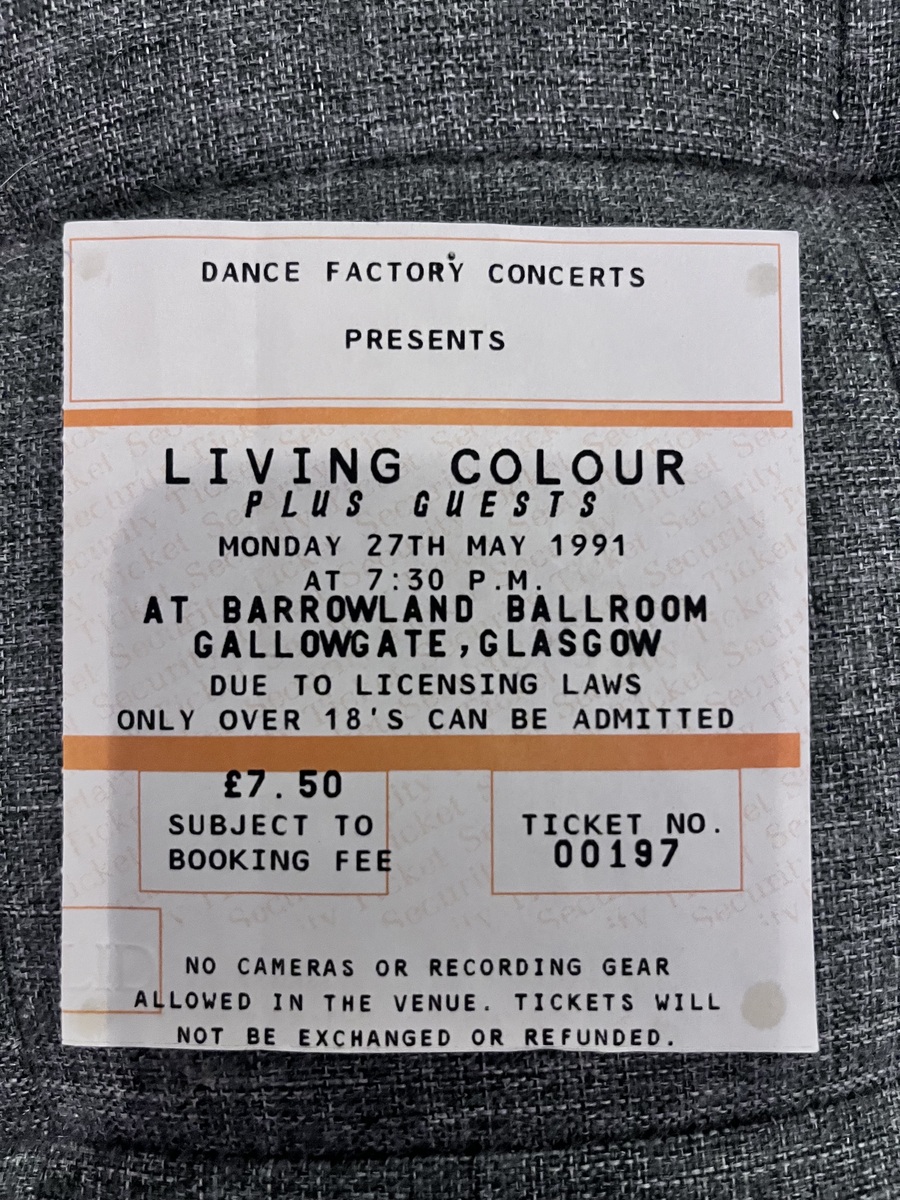 DANCE FACTORY CONCERTS
PRESENTS
LIVING COLOUR
PLUS GUESTS
MONDAY 27TH MAY 1991
AT 7:30 P.M.
AT BARROWLAND BALLROOM
GALLOWGATE,GLASGOW
DUE TO LICENSING LAWS
ONLY OVER 18'S CAN BE ADMITTED
£7.50
SUBJECT TO
BOOKING FEE
TICKET NO.
00197
NO CAMERAS OR RECORDING GEAR
ALLOWED IN THE VENUE. TICKETS WILL
NOT BE EXCHANGED OR REFUNDED.